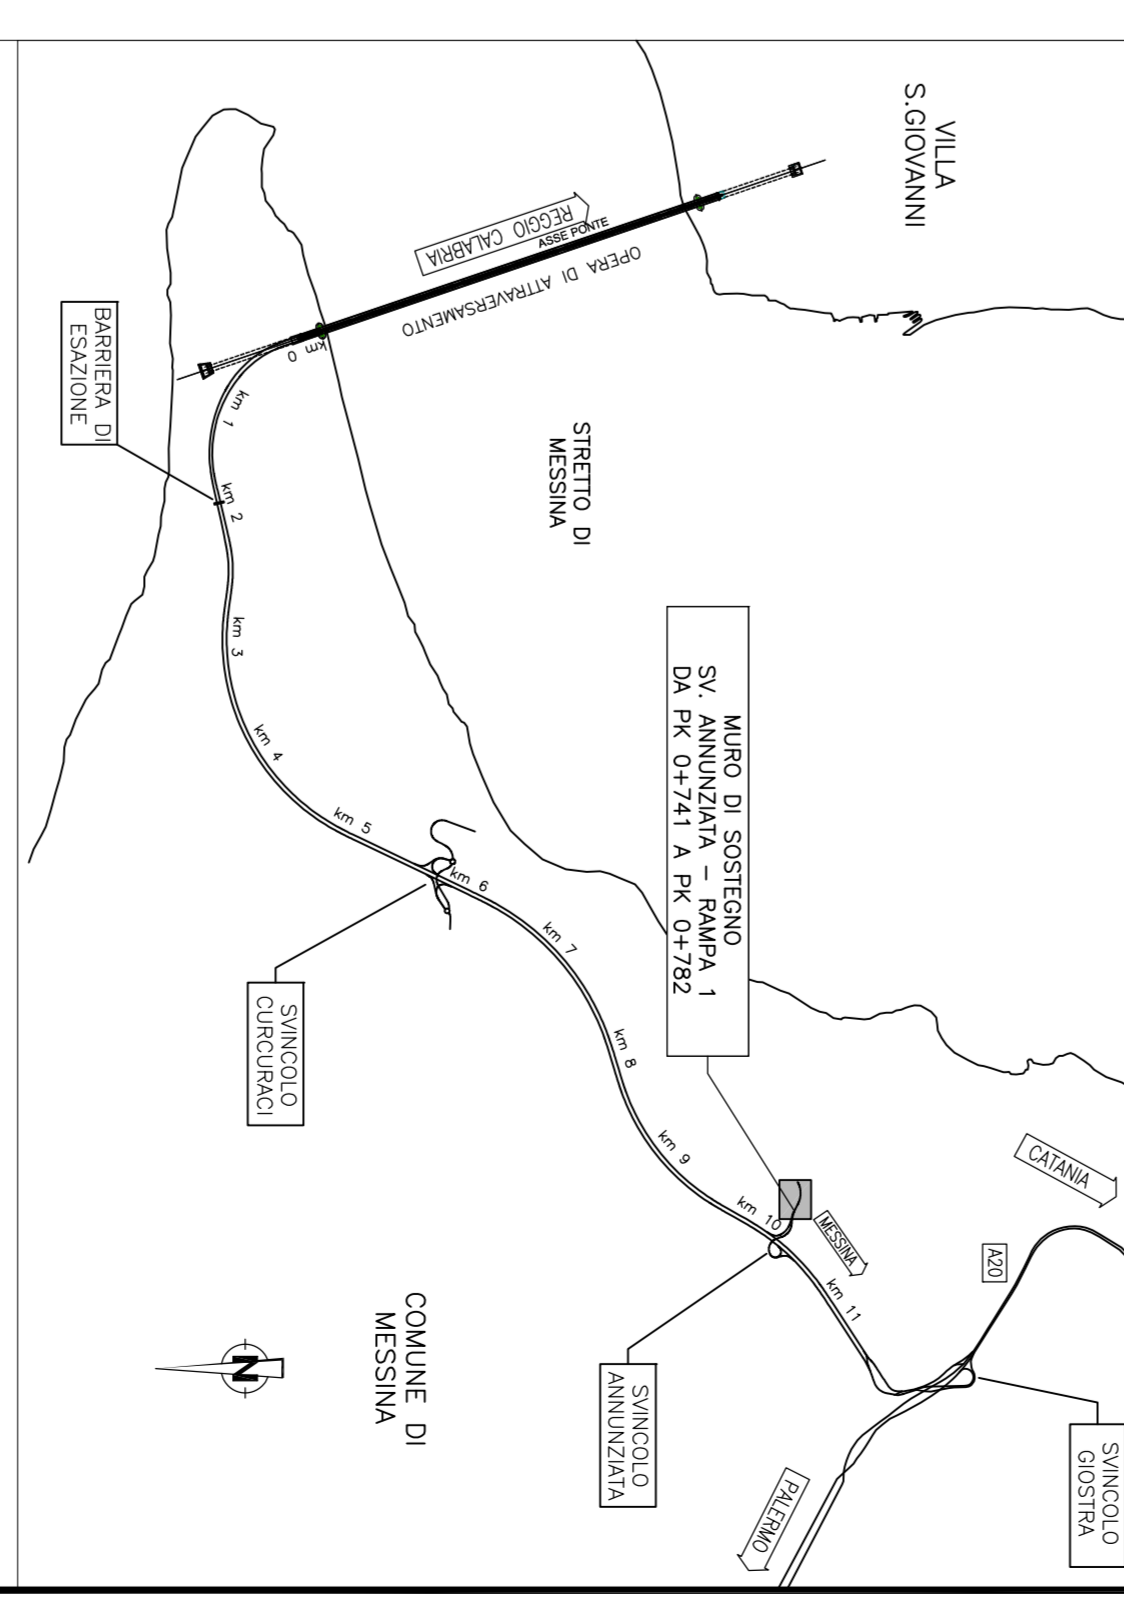 VILLA
S.GIOVANNI
REGGIO CALABRIA
ASSE PONTE
OPERA DI ATTRAVERSAMENTO
BARRIERA DI
ESAZIONE
STRETTO DI
MESSINA
km 0
km 1
km 2
km 3
km 4
km 5
km 6
km 7
km 8
km 9
km 10
km 11
MURO DI SOSTEGNO
SV. ANNUNZIATA – RAMPA 1
DA PK 0+741 A PK 0+782
SVINCOLO
CURCURACI
CATANIA
MESSINA
A20
COMUNE DI
MESSINA
N
SVINCOLO
ANNUNZIATA
PALERMO
SVINCOLO
GIOSTRA